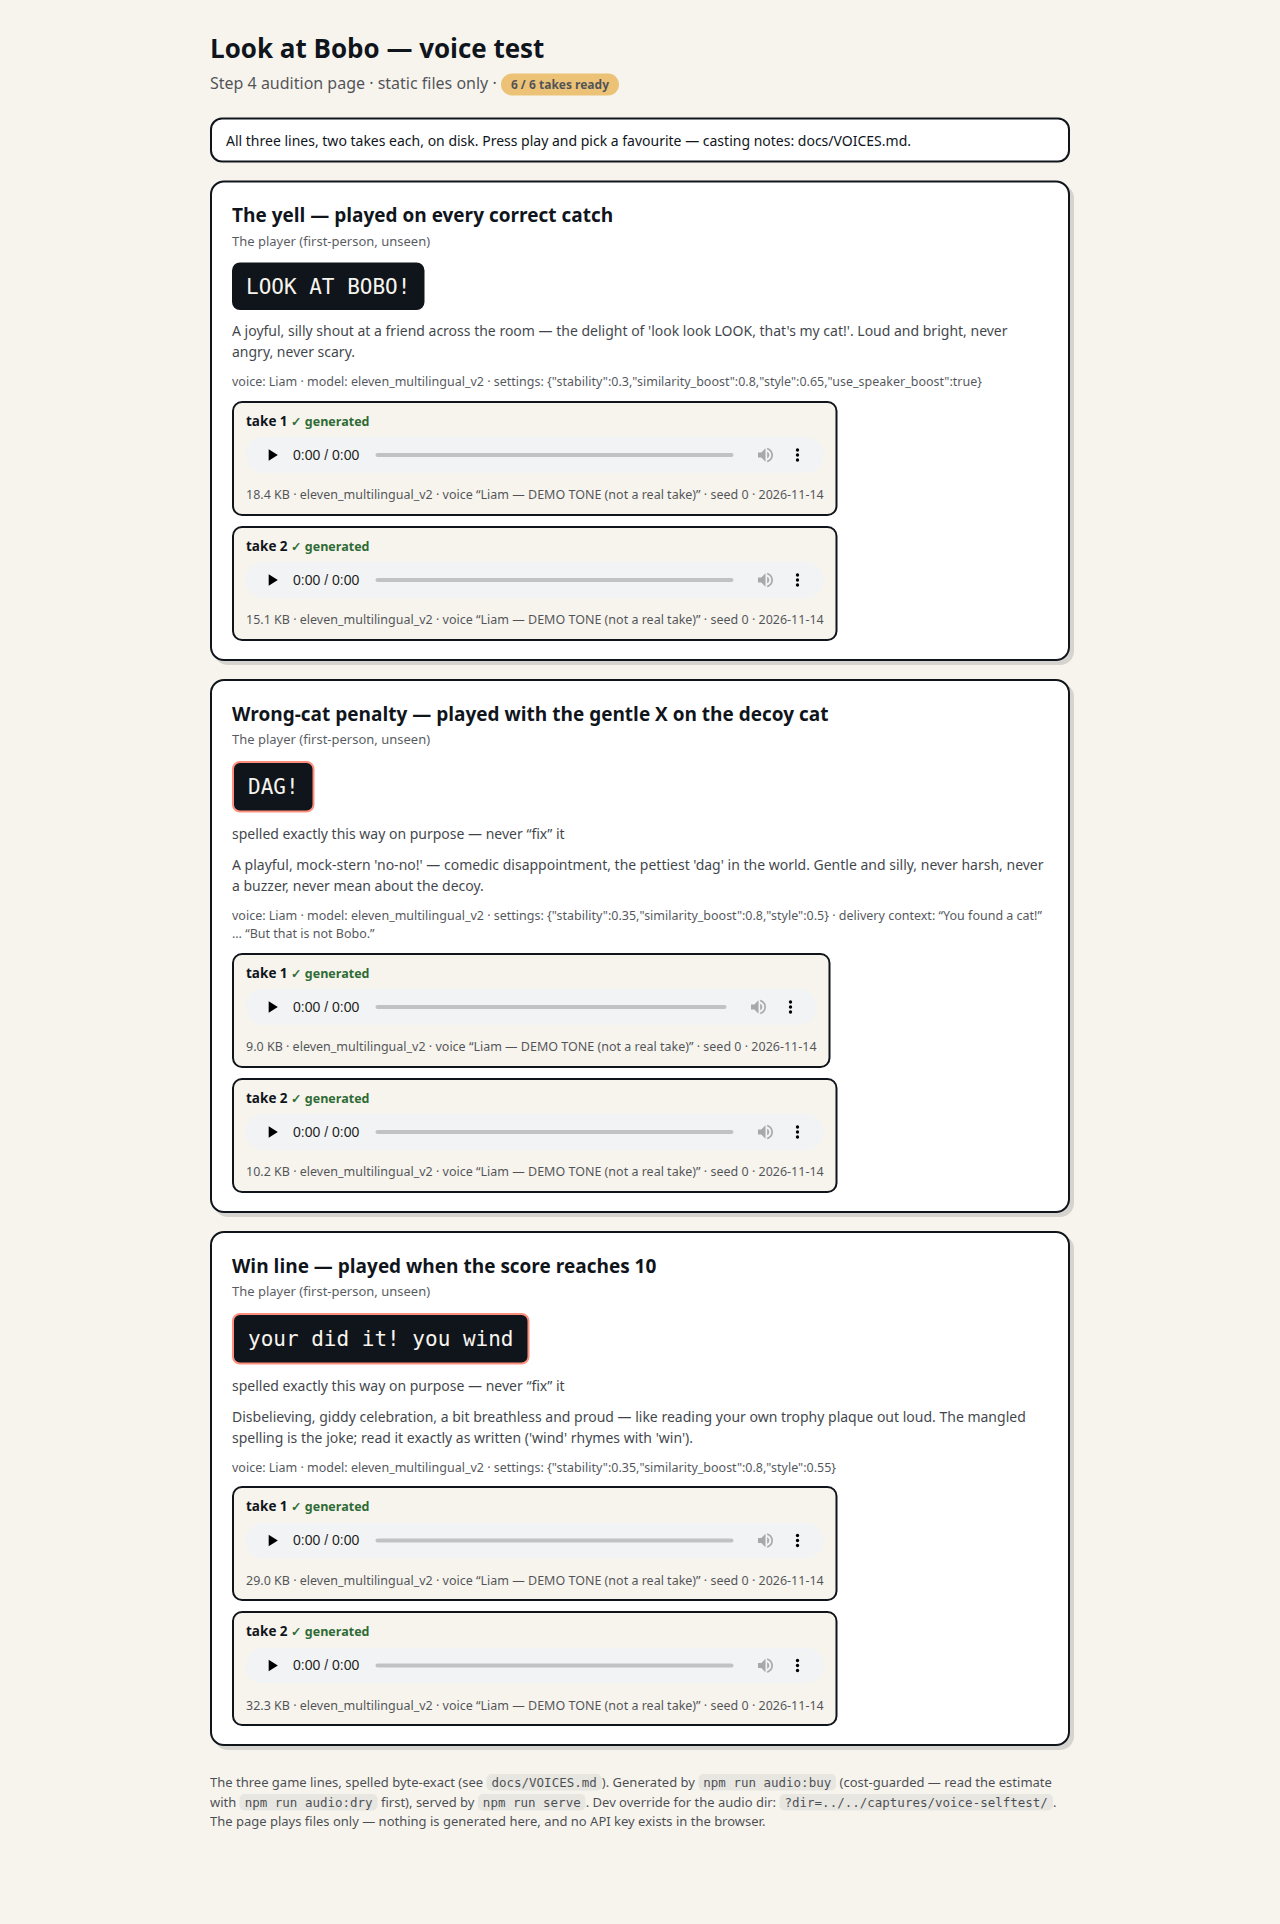 Look at Bobo — voice test
Step 4 audition page · static files only · 6 / 6 takes ready
All three lines, two takes each, on disk. Press play and pick a favourite — casting notes: docs/VOICES.md.
The yell — played on every correct catch
The player (first-person, unseen)
LOOK AT BOBO!
A joyful, silly shout at a friend across the room — the delight of 'look look LOOK, that's my cat!'. Loud and bright, never
angry, never scary.
voice: Liam · model: eleven_multilingual_v2 · settings: {"stability":0.3,"similarity_boost":0.8,"style":0.65,"use_speaker_boost":true}
take 1 ✓ generated
0:00 / 0:00
18.4 KB · eleven_multilingual_v2 · voice “Liam — DEMO TONE (not a real take)” · seed 0 · 2026-11-14
take 2 ✓ generated
0:00 / 0:00
15.1 KB · eleven_multilingual_v2 · voice “Liam — DEMO TONE (not a real take)” · seed 0 · 2026-11-14
Wrong-cat penalty — played with the gentle X on the decoy cat
The player (first-person, unseen)
DAG!
spelled exactly this way on purpose — never “fix” it
A playful, mock-stern 'no-no!' — comedic disappointment, the pettiest 'dag' in the world. Gentle and silly, never harsh, never
a buzzer, never mean about the decoy.
voice: Liam · model: eleven_multilingual_v2 · settings: {"stability":0.35,"similarity_boost":0.8,"style":0.5} · delivery context: “You found a cat!”
... “But that is not Bobo.”
take 1 ✓ generated
0:00 / 0:00
9.0 KB · eleven_multilingual_v2 · voice “Liam — DEMO TONE (not a real take)” · seed 0 · 2026-11-14
take 2 ✓ generated
0:00 / 0:00
10.2 KB · eleven_multilingual_v2 · voice “Liam — DEMO TONE (not a real take)” · seed 0 · 2026-11-14
Win line — played when the score reaches 10
The player (first-person, unseen)
your did it! you wind
spelled exactly this way on purpose — never “fix” it
Disbelieving, giddy celebration, a bit breathless and proud — like reading your own trophy plaque out loud. The mangled
spelling is the joke; read it exactly as written ('wind' rhymes with 'win').
voice: Liam · model: eleven_multilingual_v2 · settings: {"stability":0.35,"similarity_boost":0.8,"style":0.55}
take 1 ✓ generated
0:00 / 0:00
29.0 KB · eleven_multilingual_v2 · voice “Liam — DEMO TONE (not a real take)” · seed 0 · 2026-11-14
take 2 ✓ generated
0:00 / 0:00
32.3 KB · eleven_multilingual_v2 · voice “Liam — DEMO TONE (not a real take)” · seed 0 · 2026-11-14
The three game lines, spelled byte-exact (see docs/VOICES.md). Generated by npm run audio:buy (cost-guarded — read the estimate
with npm run audio:dry first), served by npm run serve. Dev override for the audio dir: ?dir=../../captures/voice-selftest/.
The page plays files only — nothing is generated here, and no API key exists in the browser.